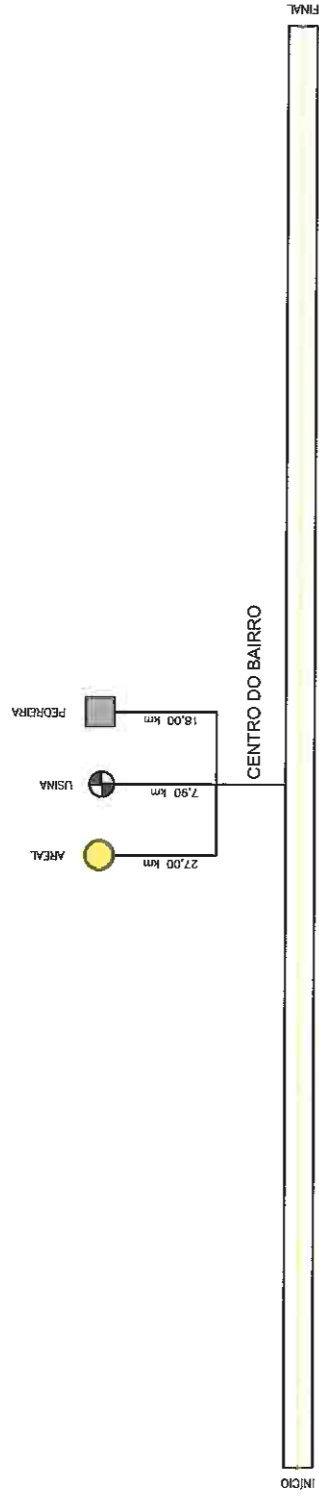 FINAL
PEDREIRA
18,00 km
CENTRO DO BAIRRO
USINA
7,90 km
AREAL
27,00 km
INÍCIO